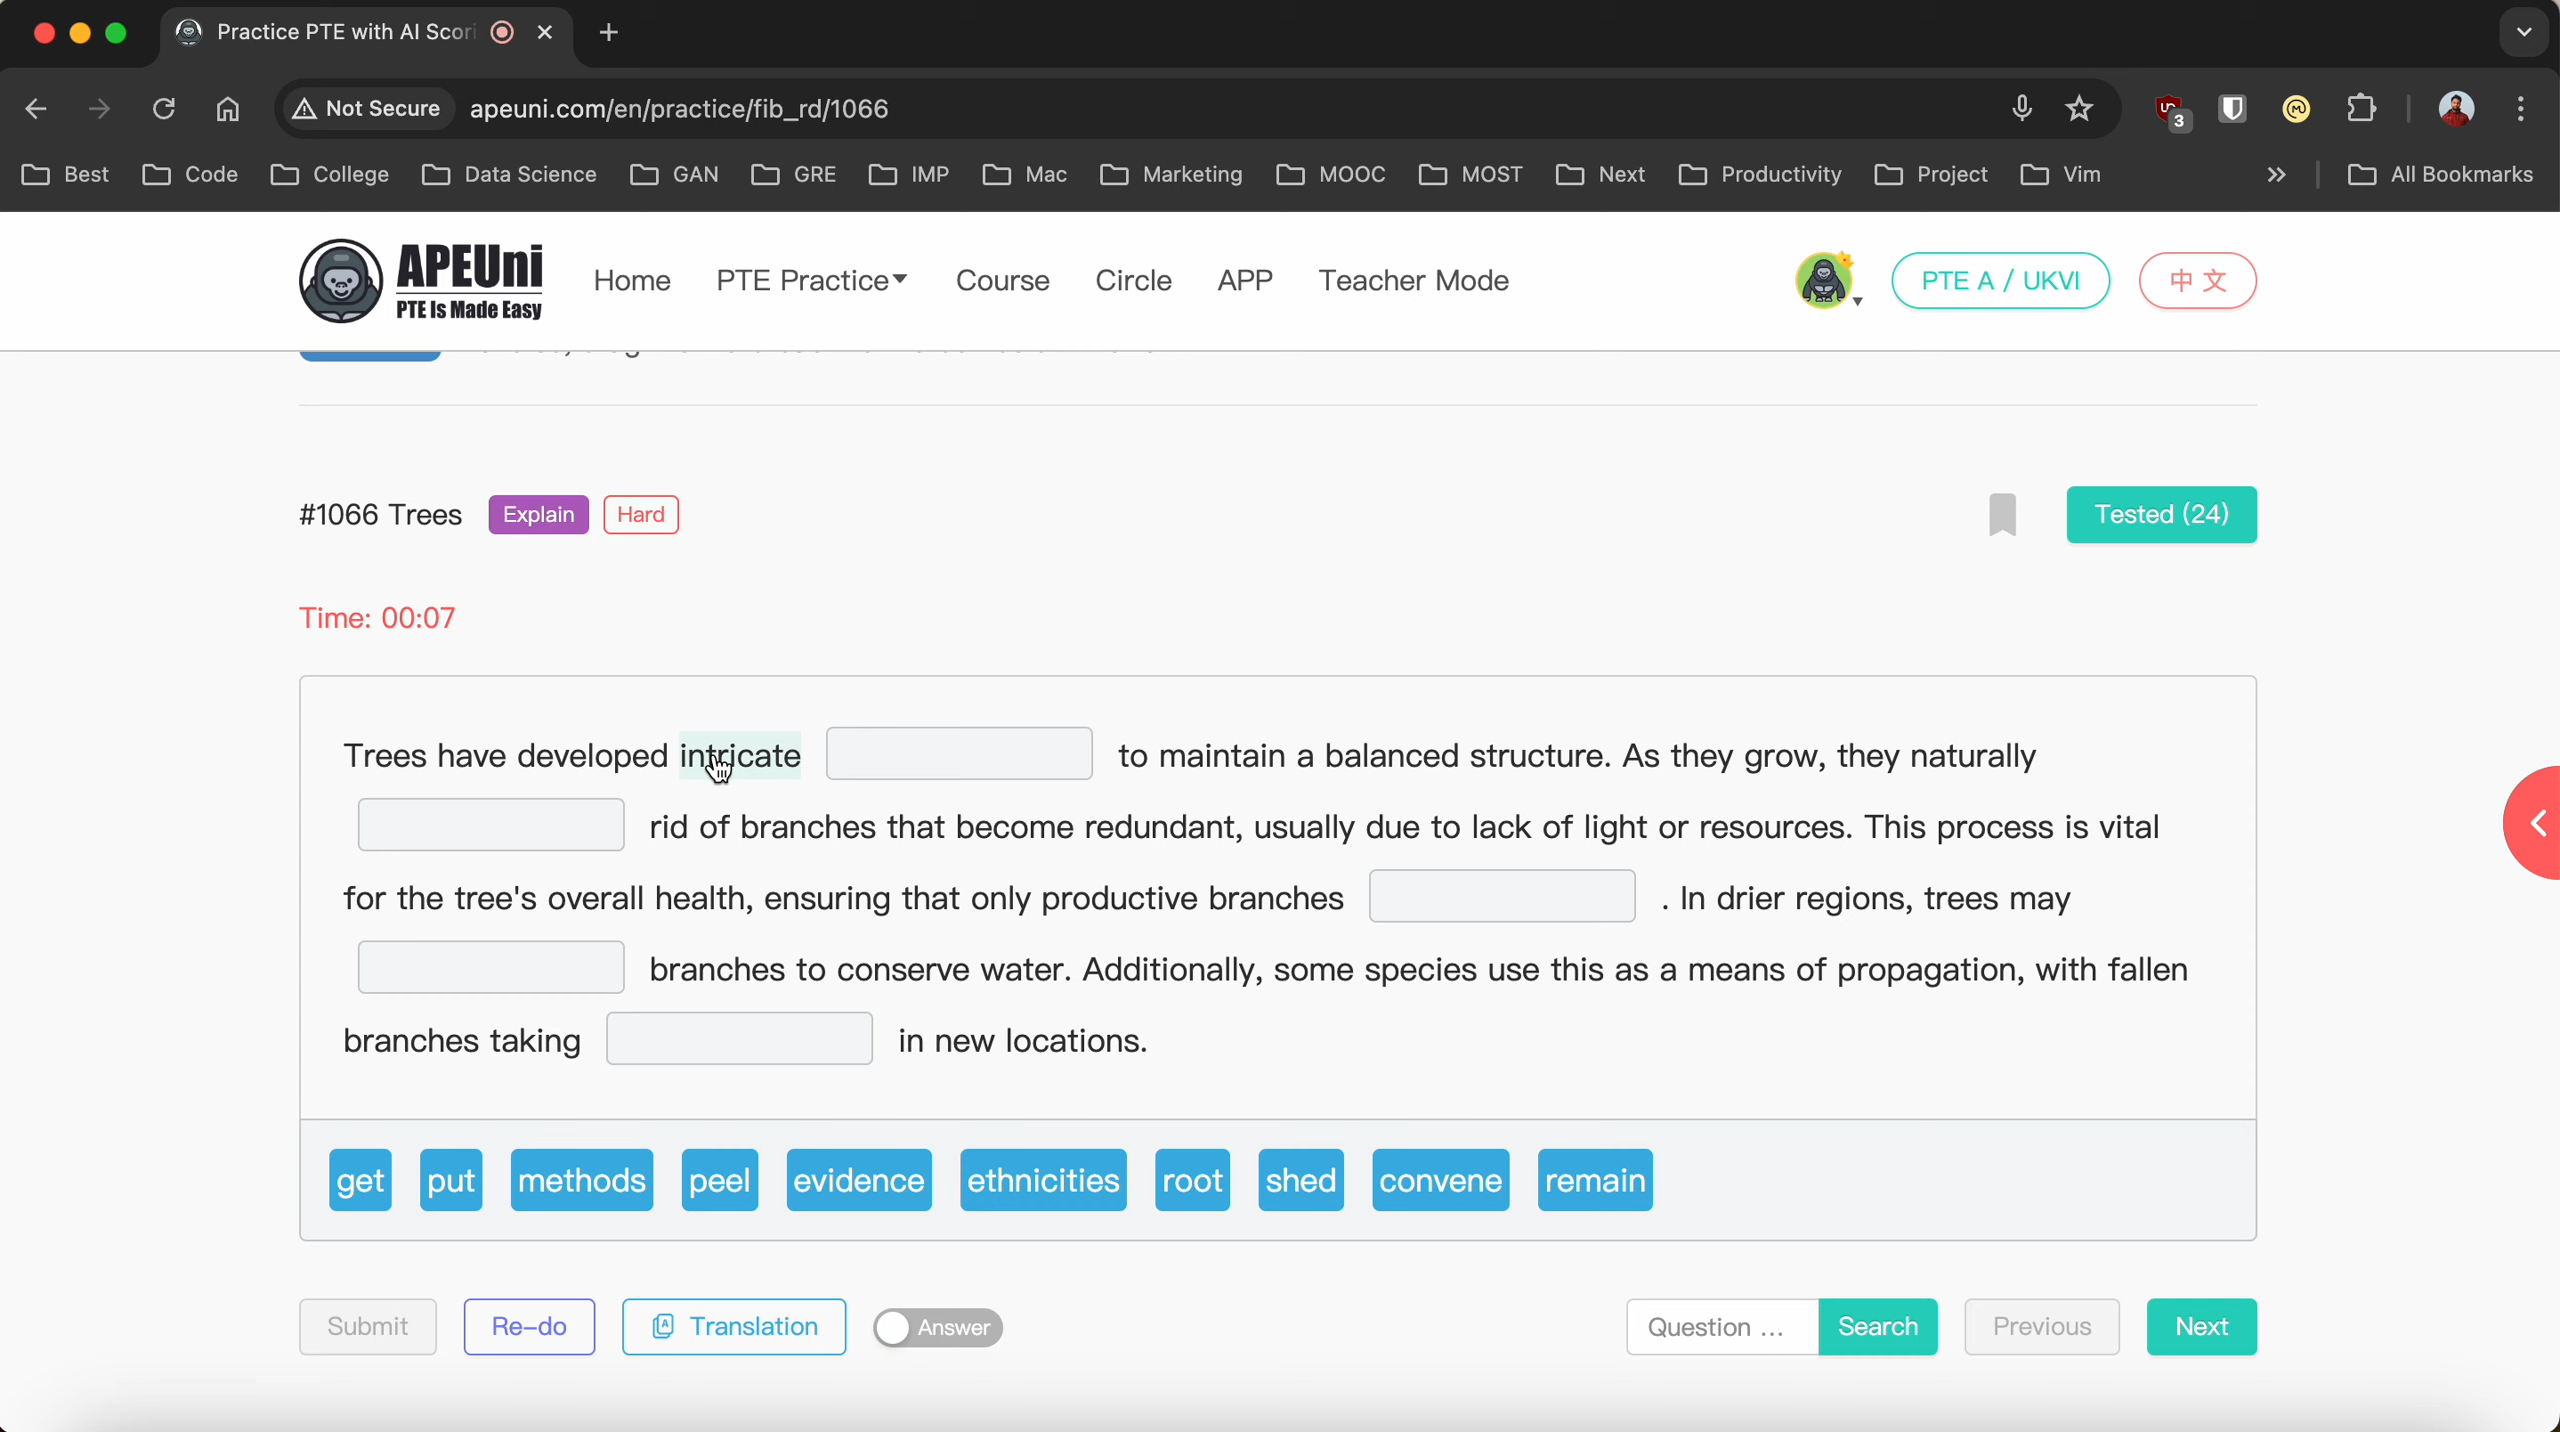 Practice PTE with AI Scori
Not Secure apeuni.com/en/practice/fib_rd/1066
3
Best Code College Data Science GAN GRE IMP Mac Marketing MOOC MOST Next Productivity Project Vim All Bookmarks
APEUni
PTE Is Made Easy
Home PTE Practice Course Circle APP Teacher Mode PTE A / UKVI 中文
#1066 Trees Explain Hard Tested (24)
Time: 00:07
Trees have developed intricate to maintain a balanced structure. As they grow, they naturally
rid of branches that become redundant, usually due to lack of light or resources. This process is vital
for the tree's overall health, ensuring that only productive branches . In drier regions, trees may
branches to conserve water. Additionally, some species use this as a means of propagation, with fallen
branches taking in new locations.
get put methods peel evidence ethnicities root shed convene remain
Submit Re-do Translation Answer Question ... Search Previous Next